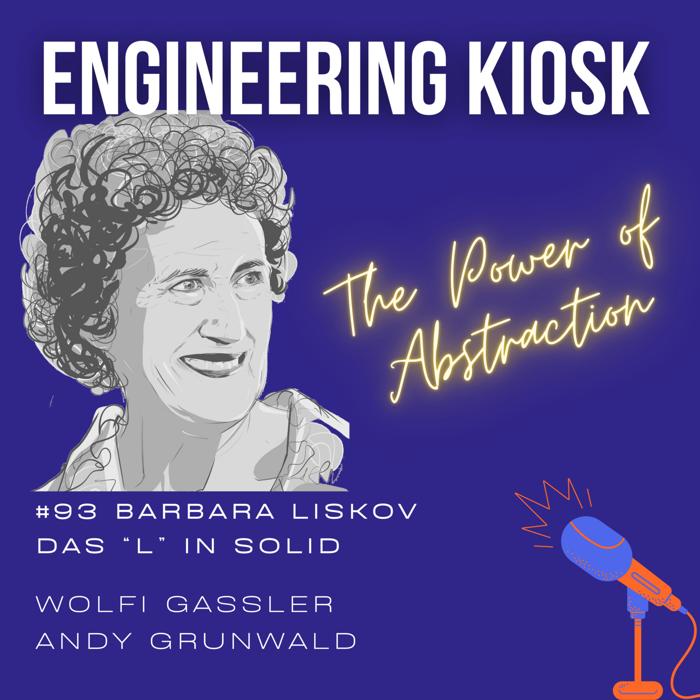 ENGINEERING KIOSK
The Power of
Abstraction
#93 BARBARA LISKOV
DAS “L” IN SOLID
WOLFI GASSLER
ANDY GRUNWALD